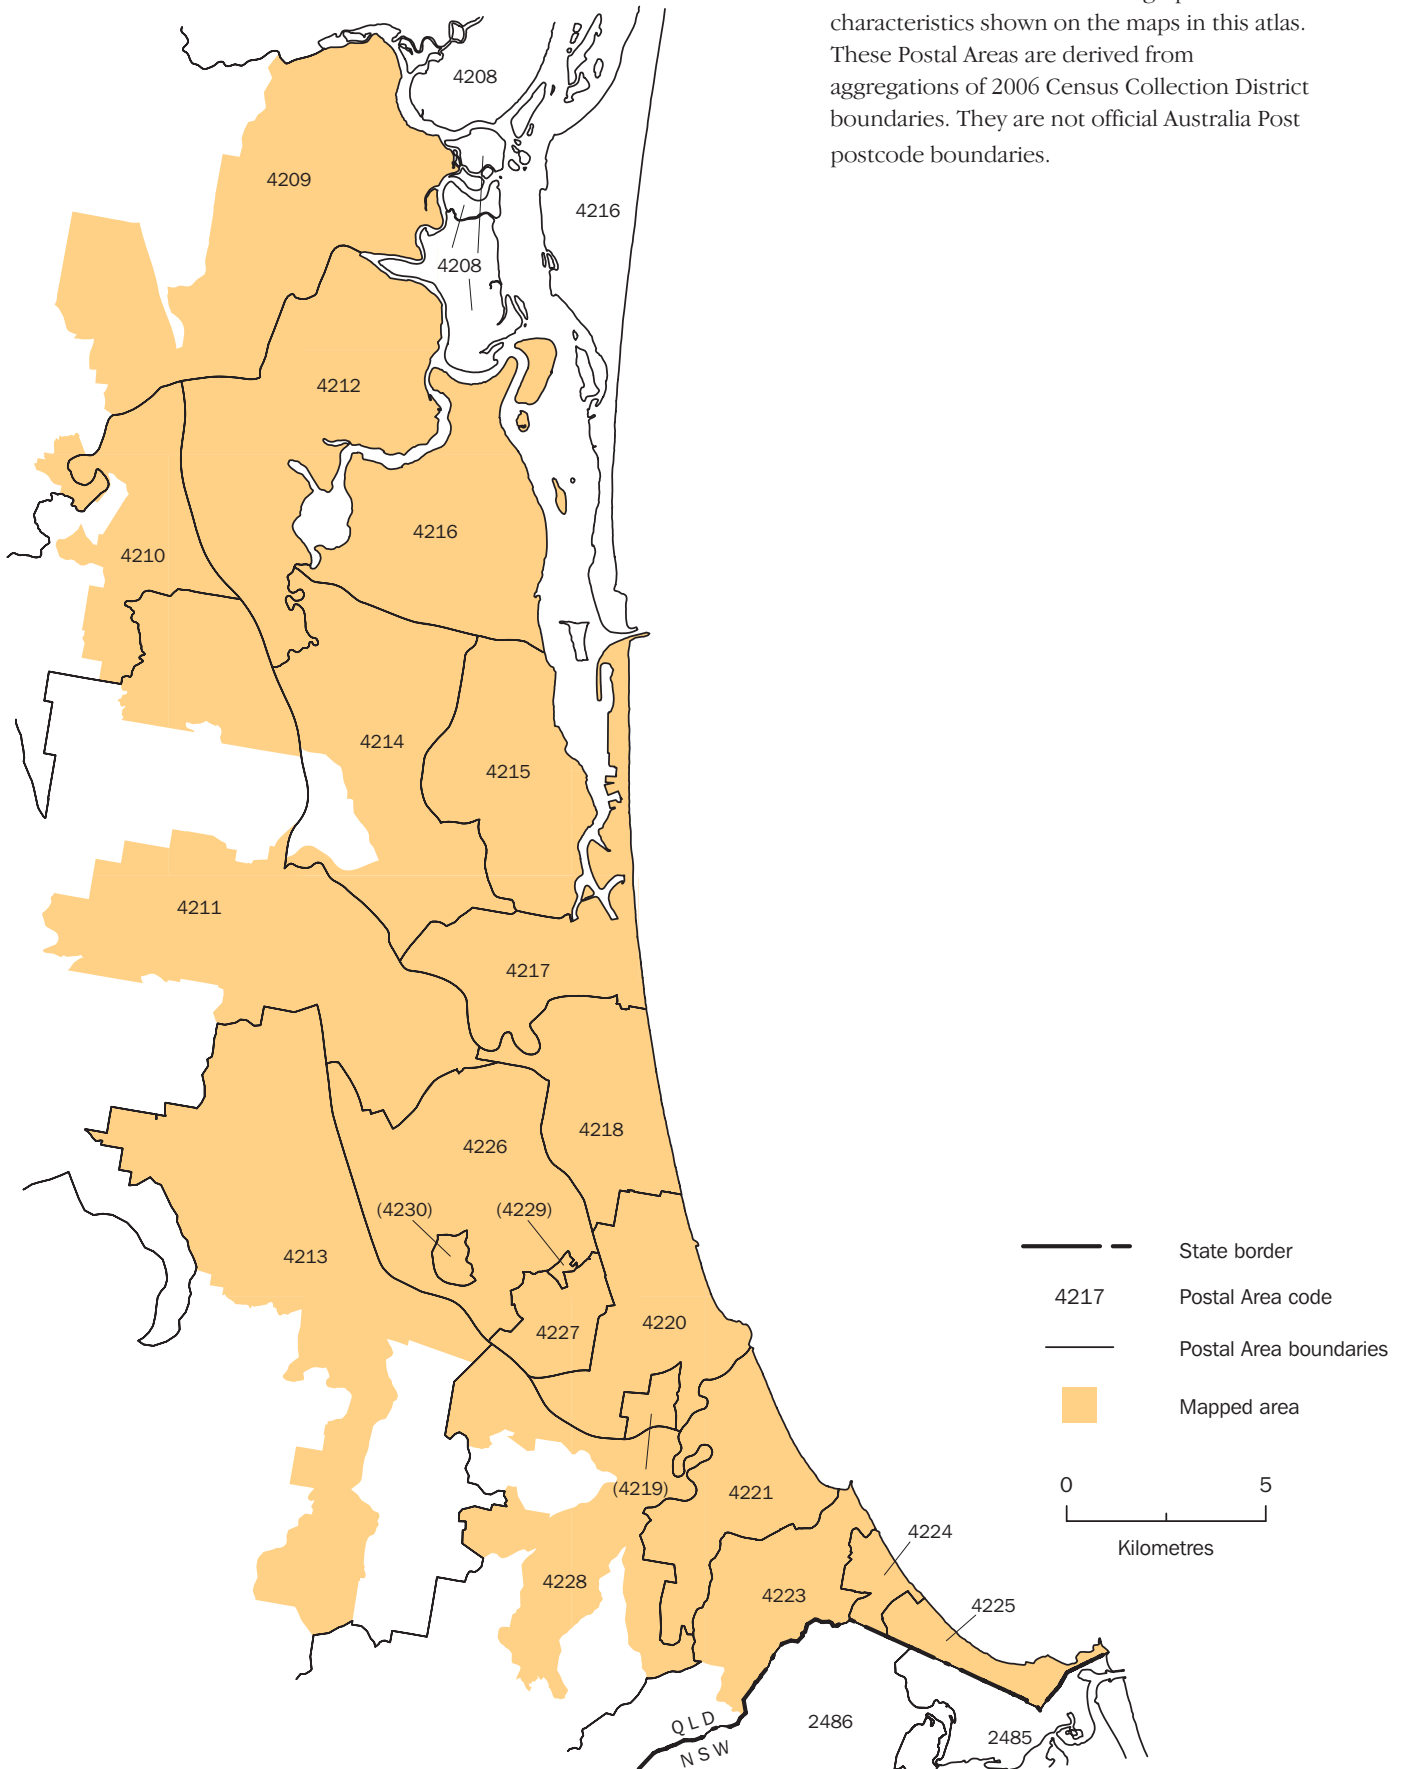 characteristics shown on the maps in this atlas.
These Postal Areas are derived from
aggregations of 2006 Census Collection District
boundaries. They are not official Australia Post
postcode boundaries.
4208
4209
4216
4208
4212
4216
4210
4214
4215
4211
4217
4218
4226
(4230)
(4229)
4213
4227
4220
(4219)
4221
4224
4228
4223
4225
QLD
NSW
2486
2485
State border
4217 Postal Area code
Postal Area boundaries
Mapped area
0 5
Kilometres